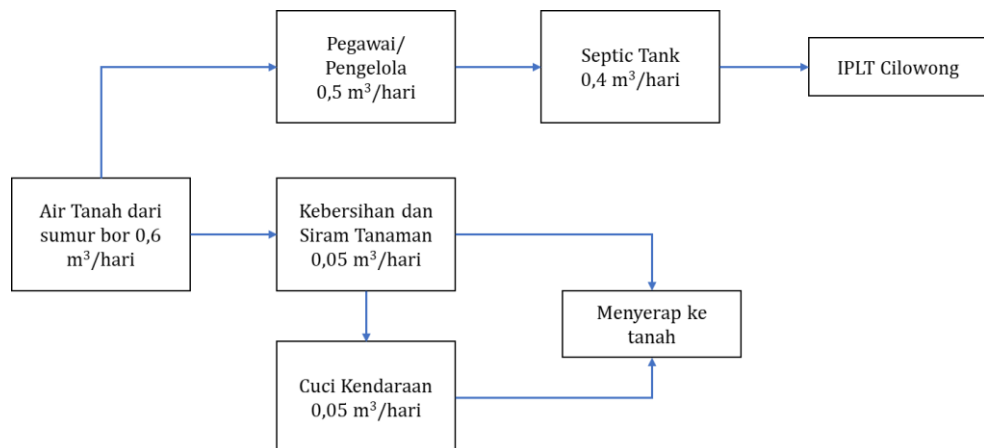 Pegawai/
Pengelola
0,5 m³/hari
Septic Tank
0,4 m³/hari
IPLT Cilowong
Air Tanah dari
sumur bor 0,6
m³/hari
Kebersihan dan
Siram Tanaman
0,05 m³/hari
Menyerap ke
tanah
Cuci Kendaraan
0,05 m³/hari